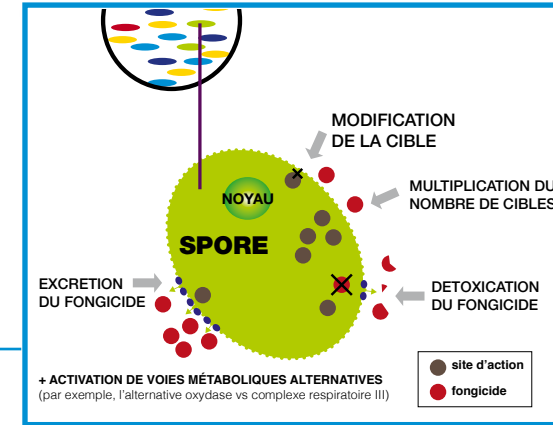 MODIFICATION
DE LA CIBLE
MULTIPLICATION DU
NOMBRE DE CIBLES
NOYAU
SPORE
EXCRETION
DU FONGICIDE
DETOXICATION
DU FONGICIDE
+ ACTIVATION DE VOIES MÉTABOLIQUES ALTERNATIVES
(par exemple, l'alternative oxydase vs complexe respiratoire III)
site d'action
fongicide